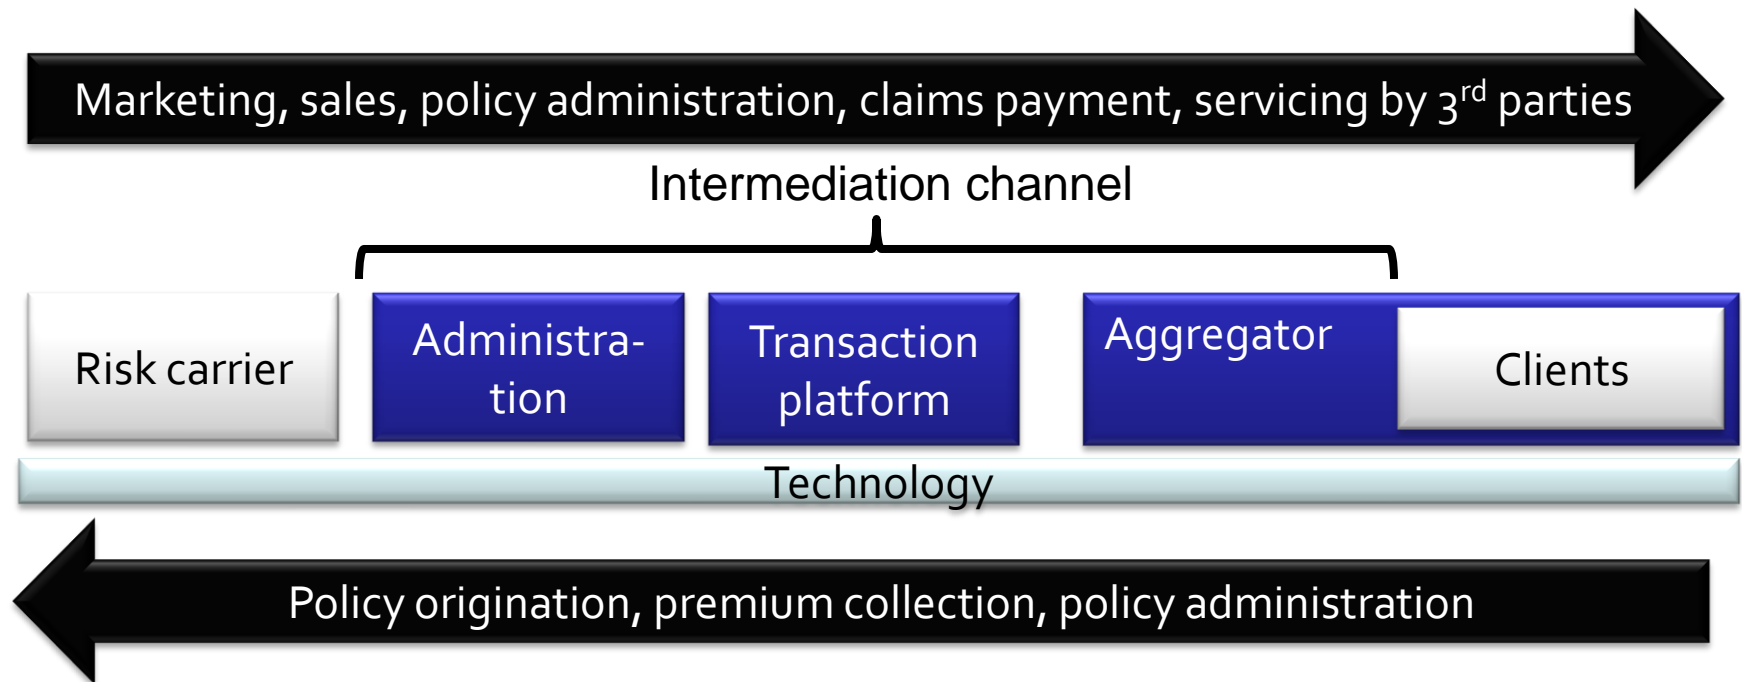 Marketing, sales, policy administration, claims payment, servicing by 3rd parties
Intermediation channel
Risk carrier
Administra-
tion
Transaction
platform
Aggregator
Clients
Technology
Policy origination, premium collection, policy administration